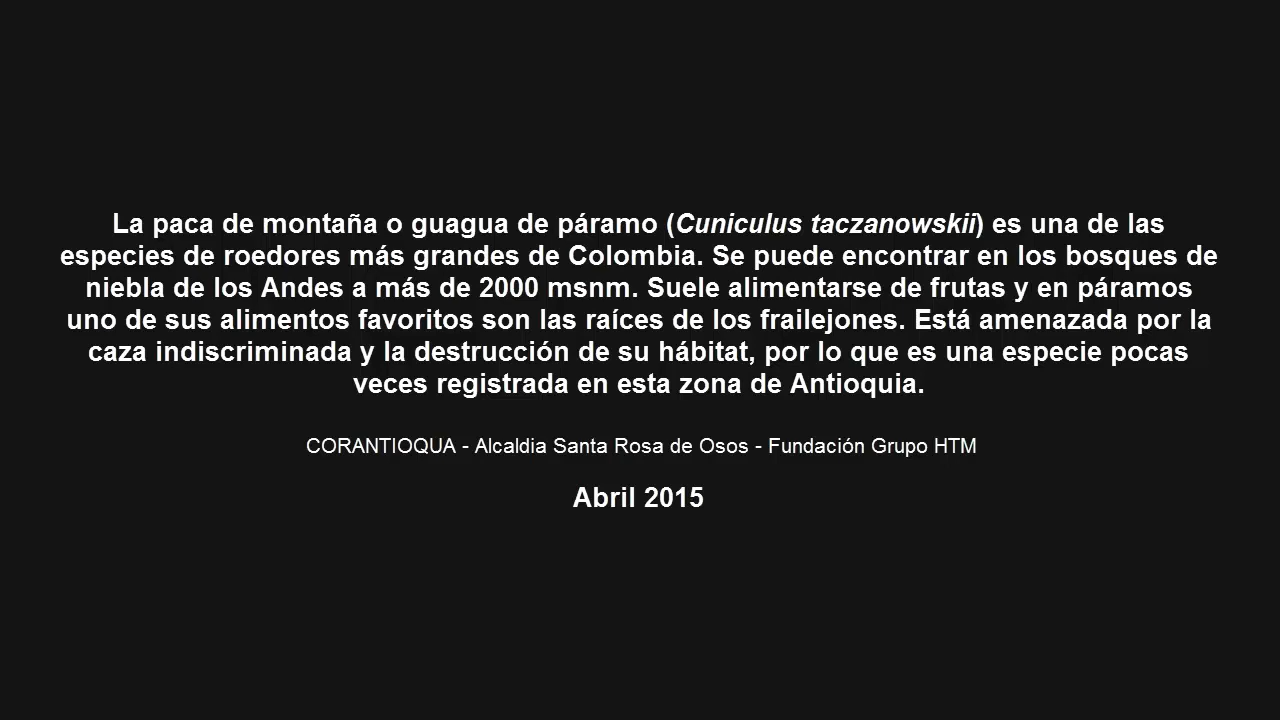 La paca de montaña o guagua de páramo (Cuniculus taczanowskii) es una de las
especies de roedores más grandes de Colombia. Se puede encontrar en los bosques de
niebla de los Andes a más de 2000 msnm. Suele alimentarse de frutas y en páramos
uno de sus alimentos favoritos son las raíces de los frailejones. Está amenazada por la
caza indiscriminada y la destrucción de su hábitat, por lo que es una especie pocas
veces registrada en esta zona de Antioquia.
CORANTIOQUA - Alcaldia Santa Rosa de Osos - Fundación Grupo HTM
Abril 2015